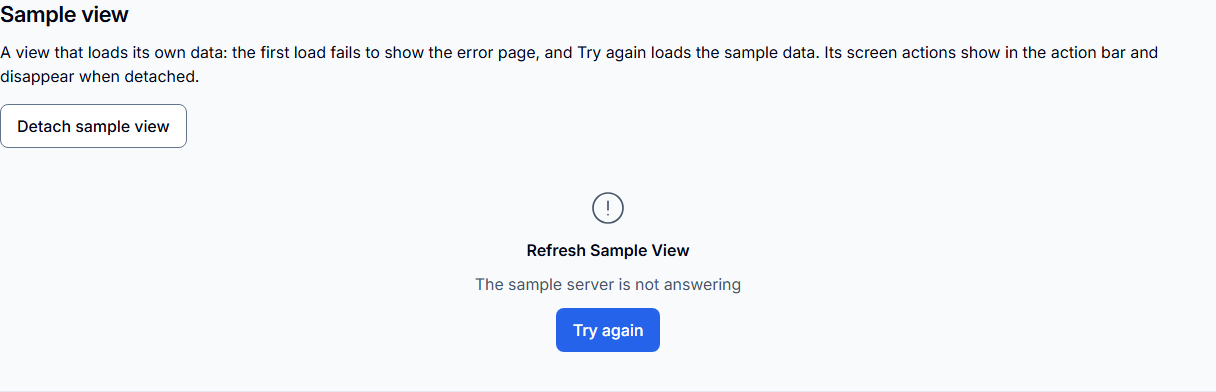 Sample view
A view that loads its own data: the first load fails to show the error page, and Try again loads the sample data. Its screen actions show in the action bar and
disappear when detached.
Detach sample view
Refresh Sample View
The sample server is not answering
Try again